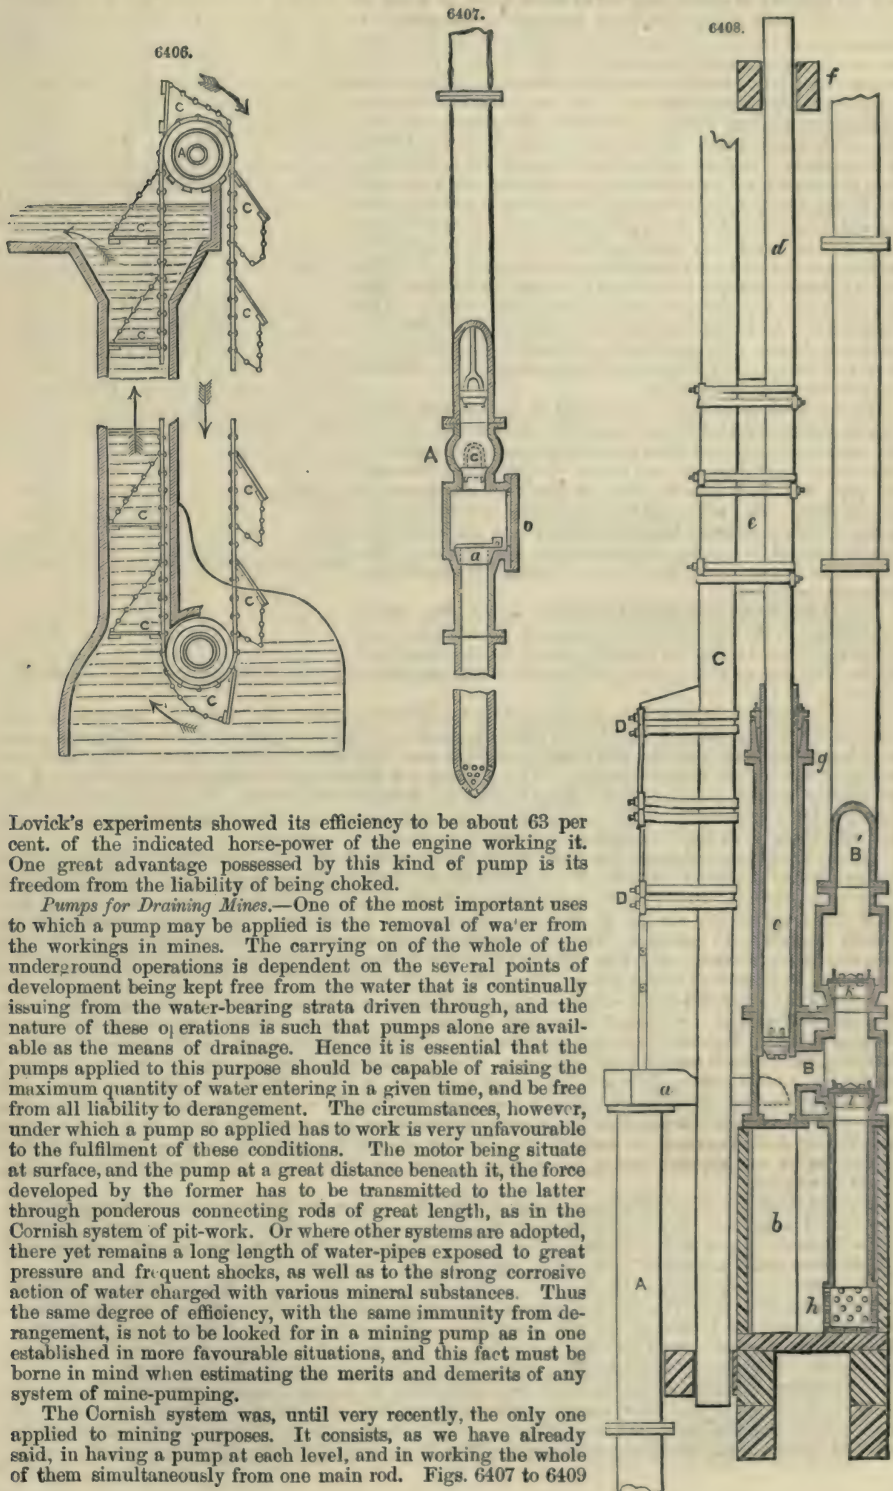 6406.
6407.
6408.
f
C
A
C
C
C
C
d
A
c
o
a
e
C
C
C
C
C
C
C
D
g
B'
D
c
k
B
a
b
A
h
Lovick's experiments showed its efficiency to be about 63 per
cent. of the indicated horse-power of the engine working it.
One great advantage possessed by this kind of pump is its
freedom from the liability of being choked.
Pumps for Draining Mines.—One of the most important uses
to which a pump may be applied is the removal of wa'er from
the workings in mines. The carrying on of the whole of the
underground operations is dependent on the several points of
development being kept free from the water that is continually
issuing from the water-bearing strata driven through, and the
nature of these o erations is such that pumps alone are avail-
able as the means of drainage. Hence it is essential that the
pumps applied to this purpose should be capable of raising the
maximum quantity of water entering in a given time, and be free
from all liability to derangement. The circumstances, however,
under which a pump so applied has to work is very unfavourable
to the fulfilment of these conditions. The motor being situate
at surface, and the pump at a great distance beneath it, the force
developed by the former has to be transmitted to the latter
through ponderous connecting rods of great length, as in the
Cornish system of pit-work. Or where other systems are adopted,
there yet remains a long length of water-pipes exposed to great
pressure and frequent shocks, as well as to the strong corrosive
action of water charged with various mineral substances. Thus
the same degree of efficiency, with the same immunity from de-
rangement, is not to be looked for in a mining pump as in one
established in more favourable situations, and this fact must be
borne in mind when estimating the merits and demerits of any
system of mine-pumping.
The Cornish system was, until very recently, the only one
applied to mining purposes. It consists, as we have already
said, in having a pump at each level, and in working the whole
of them simultaneously from one main rod. Figs. 6407 to 6409